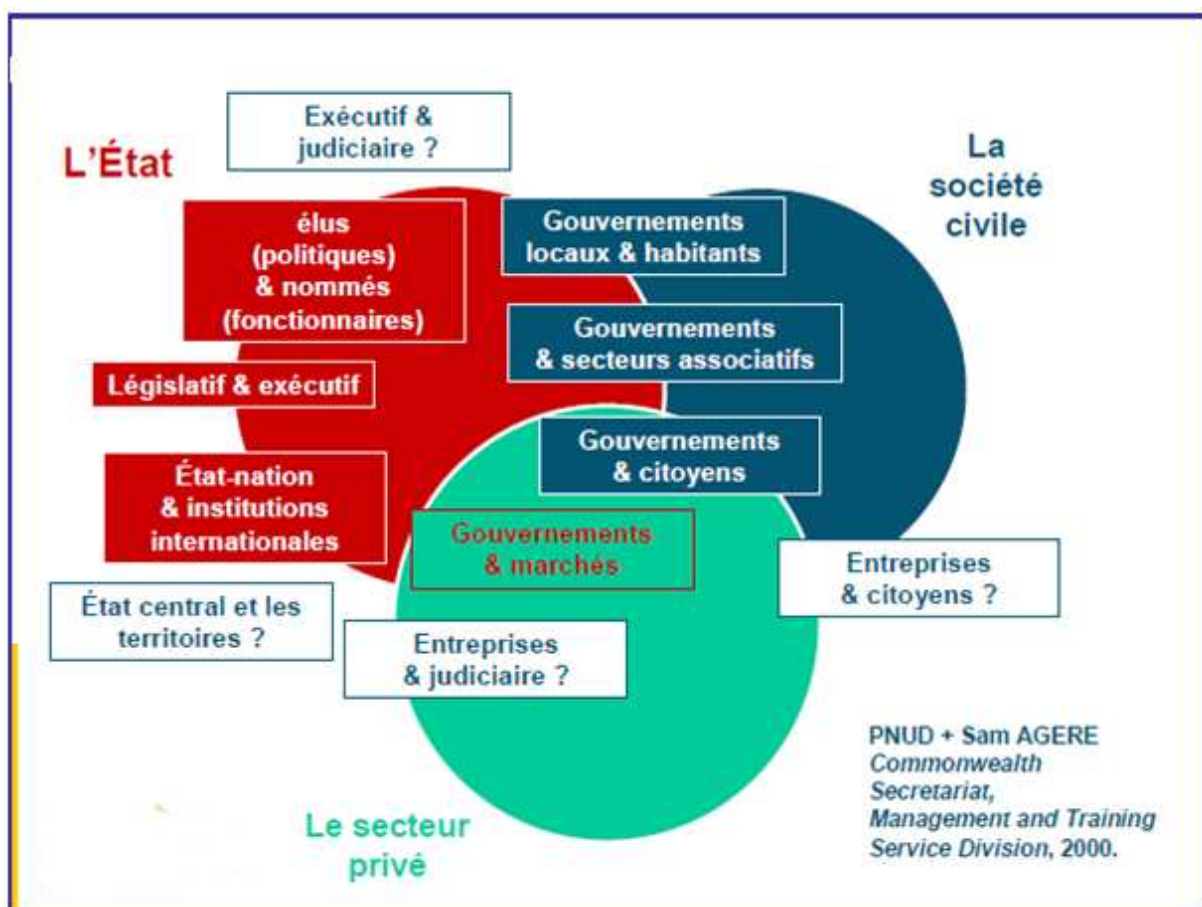 Exécutif &
judiciaire ?
L'État
La
société
civile
élus
(politiques)
& nommés
(fonctionnaires)
Gouvernements
locaux & habitants
Gouvernements
& secteurs associatifs
Législatif & exécutif
Gouvernements
& citoyens
État-nation
& institutions
internationales
Gouvernements
& marchés
Entreprises
& citoyens ?
État central et les
territoires ?
Entreprises
& judiciaire ?
PNUD + Sam AGERE
Commonwealth
Secretariat,
Management and Training
Service Division, 2000.
Le secteur
privé